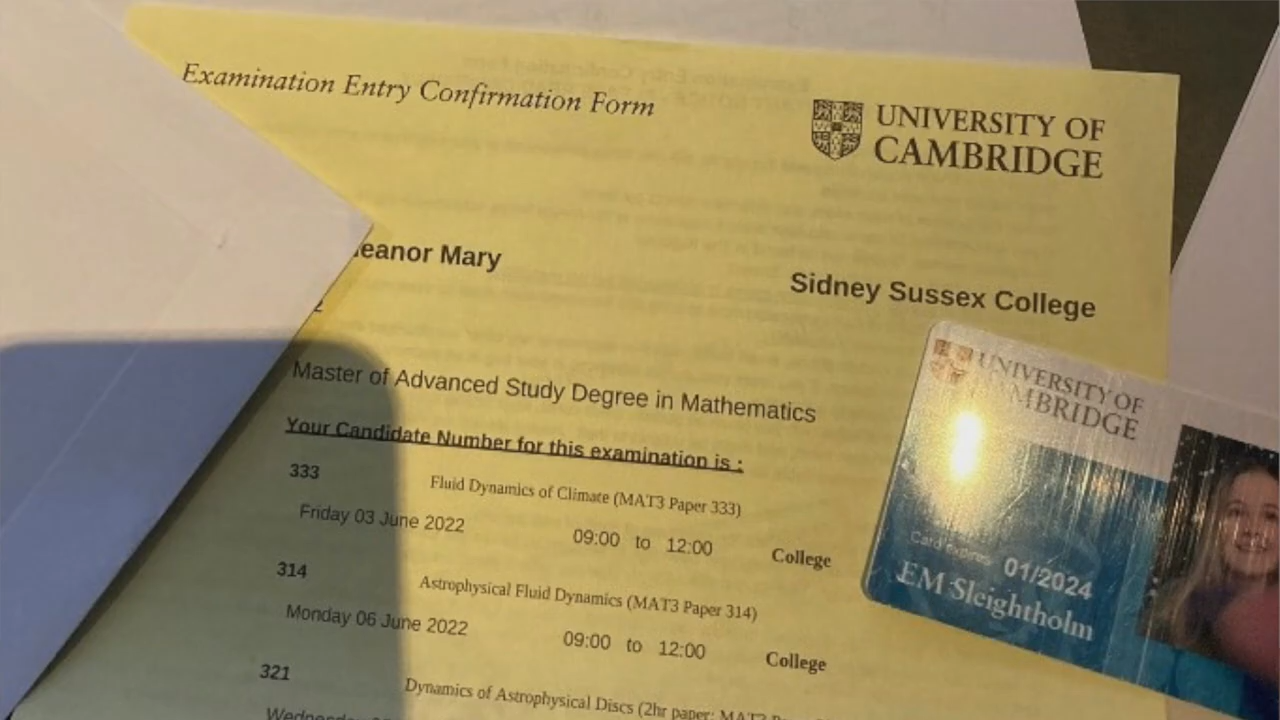 Examination Entry Confirmation Form
UNIVERSITY OF
CAMBRIDGE
eanor Mary
Sidney Sussex College
Master of Advanced Study Degree in Mathematics
Your Candidate Number for this examination is :
333 Fluid Dynamics of Climate (MAT3 Paper 333)
Friday 03 June 2022 09:00 to 12:00 College
314 Astrophysical Fluid Dynamics (MAT3 Paper 314)
Monday 06 June 2022 09:00 to 12:00 College
321 Dynamics of Astrophysical Discs (2hr paper: MAT3
UNIVERSITY OF
CAMBRIDGE
Card expires 01/2024
EM Sleightholm